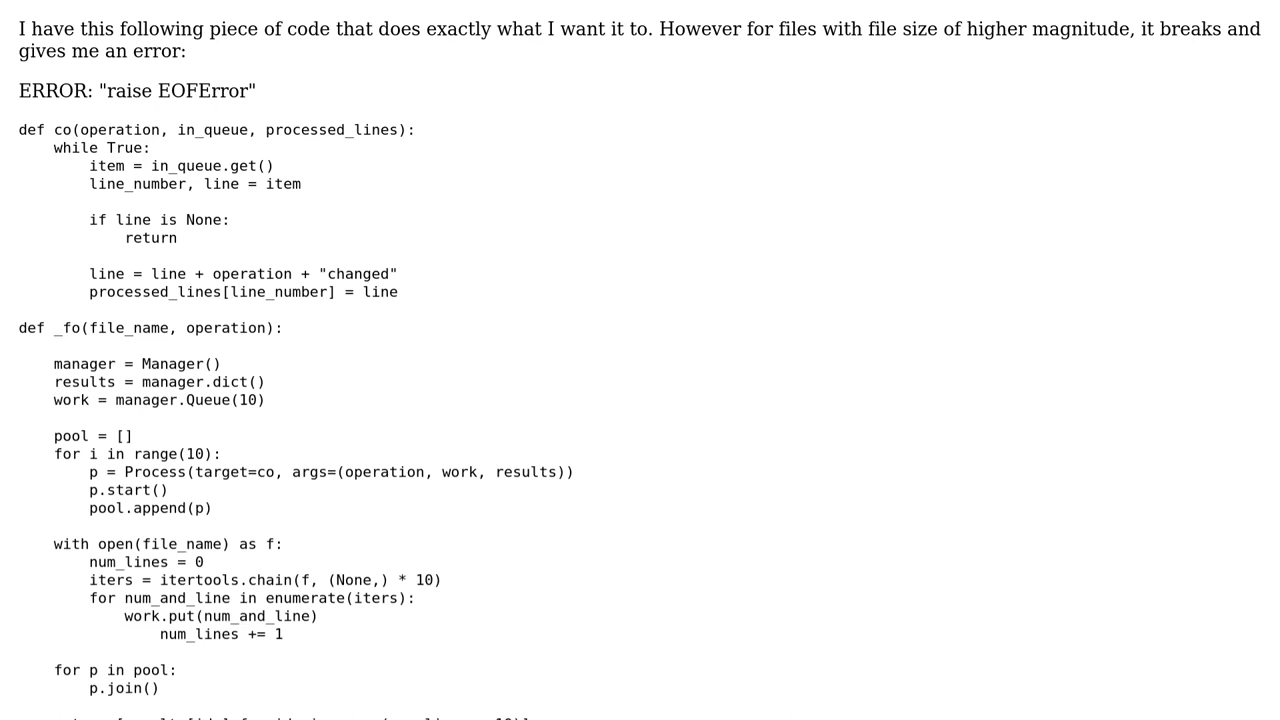 I have this following piece of code that does exactly what I want it to. However for files with file size of higher magnitude, it breaks and
gives me an error:
ERROR: "raise EOFError"
def co(operation, in_queue, processed_lines):
    while True:
        item = in_queue.get()
        line_number, line = item
        if line is None:
            return
        line = line + operation + "changed"
        processed_lines[line_number] = line
def _fo(file_name, operation):
    manager = Manager()
    results = manager.dict()
    work = manager.Queue(10)
    pool = []
    for i in range(10):
        p = Process(target=co, args=(operation, work, results))
        p.start()
        pool.append(p)
    with open(file_name) as f:
        num_lines = 0
        iters = itertools.chain(f, (None,) * 10)
        for num_and_line in enumerate(iters):
            work.put(num_and_line)
                num_lines += 1
    for p in pool:
        p.join()